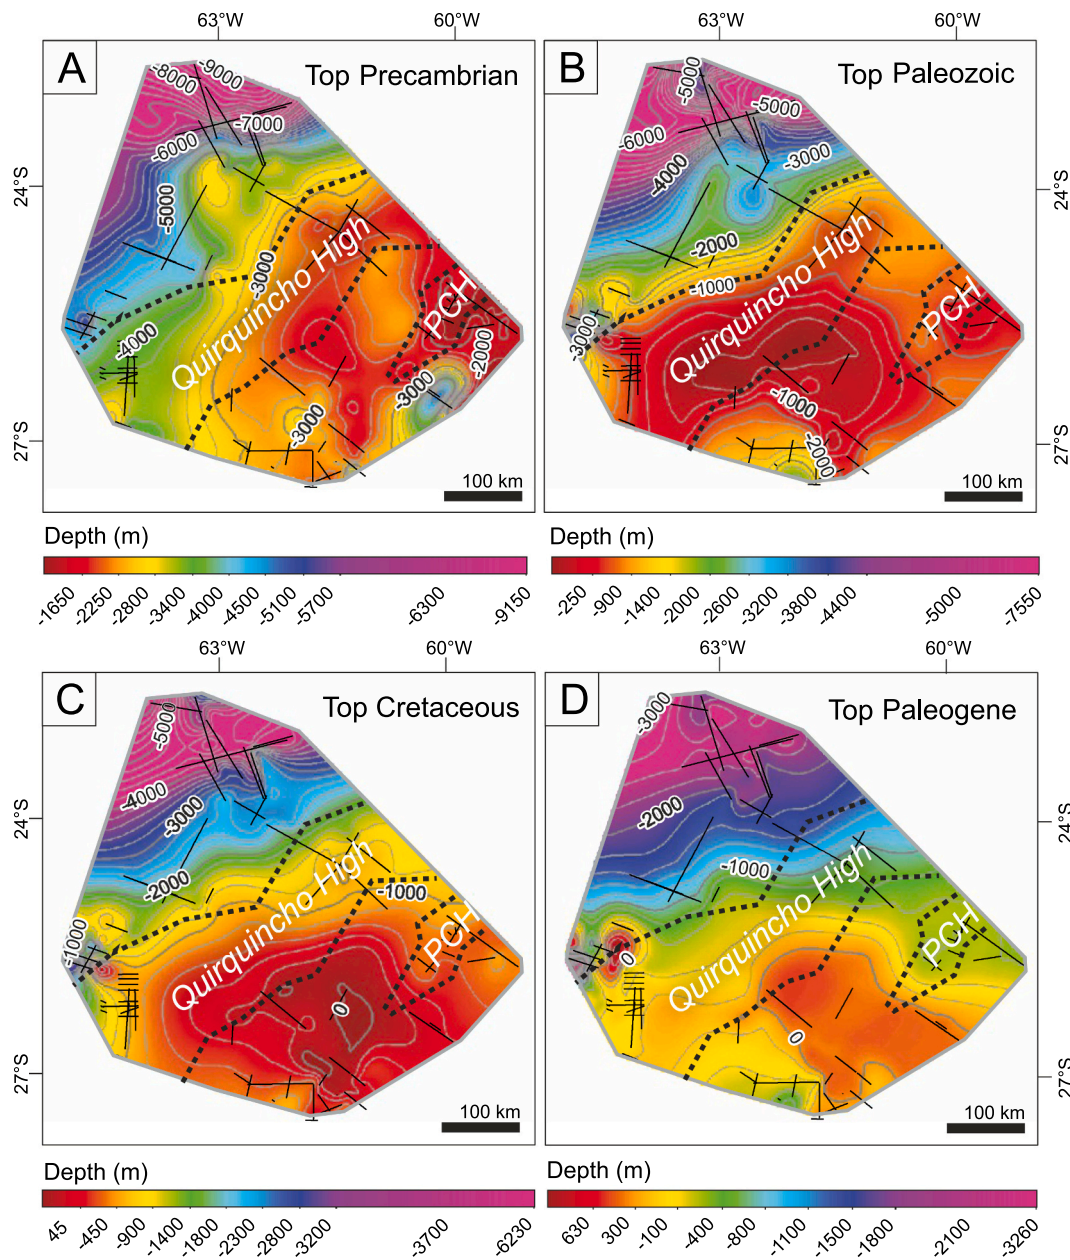 63°W 60°W 63°W 60°W
A Top Precambrian
-8000 -9000
-7000
-6000
-5000
-3000
-4000
-2000
-3000
-3000
Quirquincho High
PCH
100 km
B Top Paleozoic
-5000
-5000
-6000
-3000
-4000
-2000
-1000
-3000
-1000
-2000
Quirquincho High
PCH
100 km
24°S 24°S
27°S 27°S
Depth (m) Depth (m)
-1650 -2250 -2800 -3400 -4000 -4500 -5100 -5700 -6300 -9150
-250 -900 -1400 -2000 -2600 -3200 -3800 -4400 -5000 -7550
63°W 60°W 63°W 60°W
C Top Cretaceous
-5000
-4000
-3000
-2000
-1000
-1000
0
Quirquincho High
PCH
100 km
D Top Paleogene
-3000
-2000
-1000
0
0
Quirquincho High
PCH
100 km
24°S 24°S
27°S 27°S
Depth (m) Depth (m)
45 -450 -900 -1400 -1800 -2300 -2800 -3200 -3700 -6230
630 300 -100 -400 -800 -1100 -1500 -1800 -2100 -3260